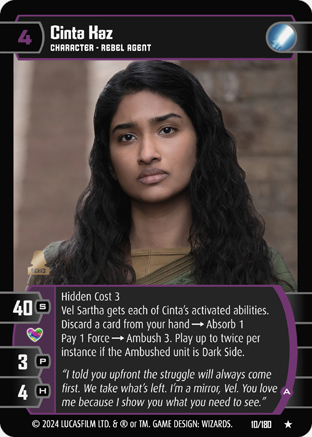 4
Cinta Kaz
CHARACTER • REBEL AGENT
40 S
3 P
4 H
Hidden Cost 3
Vel Sartha gets each of Cinta's activated abilities.
Discard a card from your hand → Absorb 1
Pay 1 Force → Ambush 3. Play up to twice per
instance if the Ambushed unit is Dark Side.
"I told you upfront the struggle will always come
first. We take what's left. I'm a mirror, Vel. You love
me because I show you what you need to see."
A
© 2024 LUCASFILM LTD. & ® or ™. GAME DESIGN: WIZARDS.
10/180